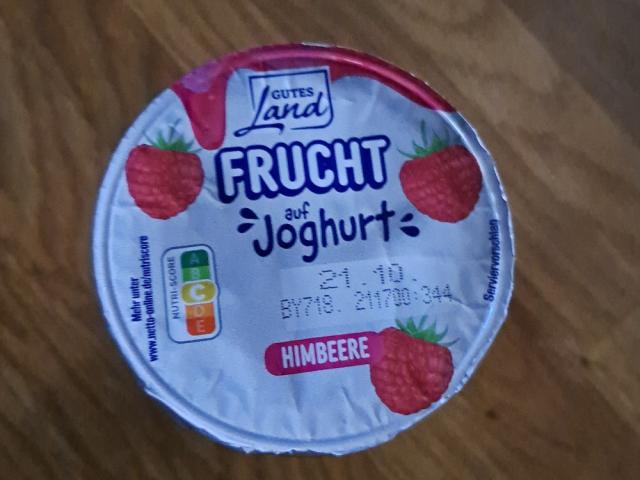 GUTES
Land
FRUCHT
auf
Joghurt
Mehr unter
www.netto-online.de/nutriscore
NUTRI-SCORE
A
B
C
D
E
21.10.
BY718. 211700:344
Serviervorschlag
HIMBEERE